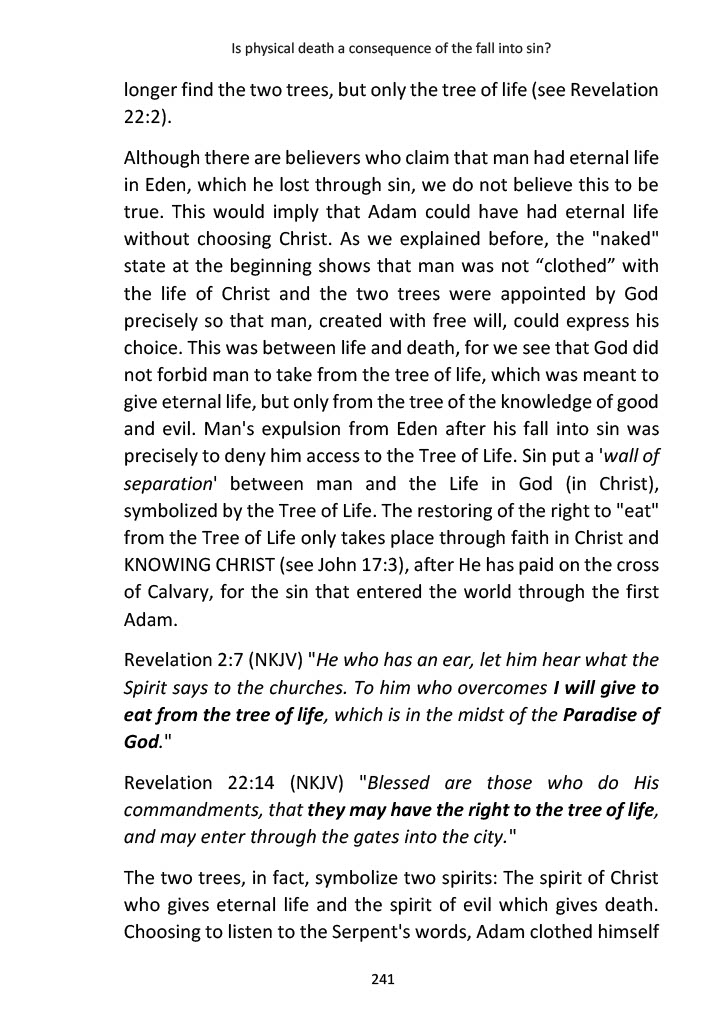 Is physical death a consequence of the fall into sin?
longer find the two trees, but only the tree of life (see Revelation
22:2).
Although there are believers who claim that man had eternal life
in Eden, which he lost through sin, we do not believe this to be
true. This would imply that Adam could have had eternal life
without choosing Christ. As we explained before, the "naked"
state at the beginning shows that man was not “clothed” with
the life of Christ and the two trees were appointed by God
precisely so that man, created with free will, could express his
choice. This was between life and death, for we see that God did
not forbid man to take from the tree of life, which was meant to
give eternal life, but only from the tree of the knowledge of good
and evil. Man's expulsion from Eden after his fall into sin was
precisely to deny him access to the Tree of Life. Sin put a 'wall of
separation' between man and the Life in God (in Christ),
symbolized by the Tree of Life. The restoring of the right to "eat"
from the Tree of Life only takes place through faith in Christ and
KNOWING CHRIST (see John 17:3), after He has paid on the cross
of Calvary, for the sin that entered the world through the first
Adam.
Revelation 2:7 (NKJV) "He who has an ear, let him hear what the
Spirit says to the churches. To him who overcomes I will give to
eat from the tree of life, which is in the midst of the Paradise of
God."
Revelation 22:14 (NKJV) "Blessed are those who do His
commandments, that they may have the right to the tree of life,
and may enter through the gates into the city."
The two trees, in fact, symbolize two spirits: The spirit of Christ
who gives eternal life and the spirit of evil which gives death.
Choosing to listen to the Serpent's words, Adam clothed himself
241